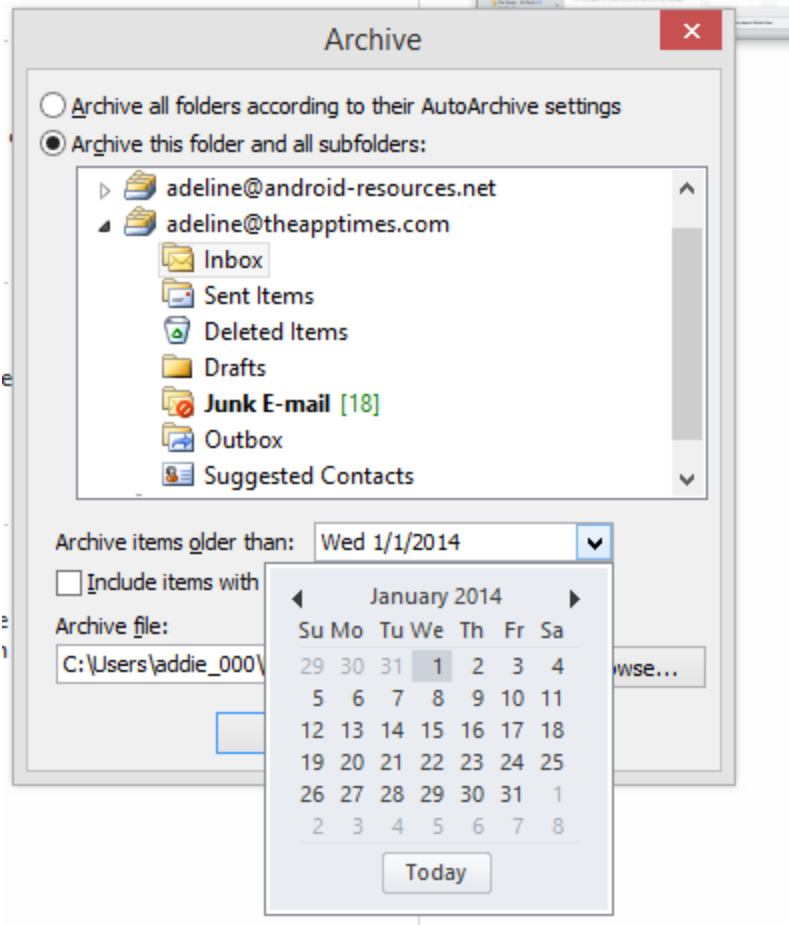 Archive
Archive all folders according to their AutoArchive settings
Archive this folder and all subfolders:
adeline@android-resources.net
adeline@theapptimes.com
Inbox
Sent Items
Deleted Items
Drafts
Junk E-mail [18]
Outbox
Suggested Contacts
Archive items older than: Wed 1/1/2014
Include items with
Archive file:
C:\Users\addie_000\
wse...
January 2014
Su Mo Tu We Th Fr Sa
29 30 31 1 2 3 4
5 6 7 8 9 10 11
12 13 14 15 16 17 18
19 20 21 22 23 24 25
26 27 28 29 30 31 1
2 3 4 5 6 7 8
Today